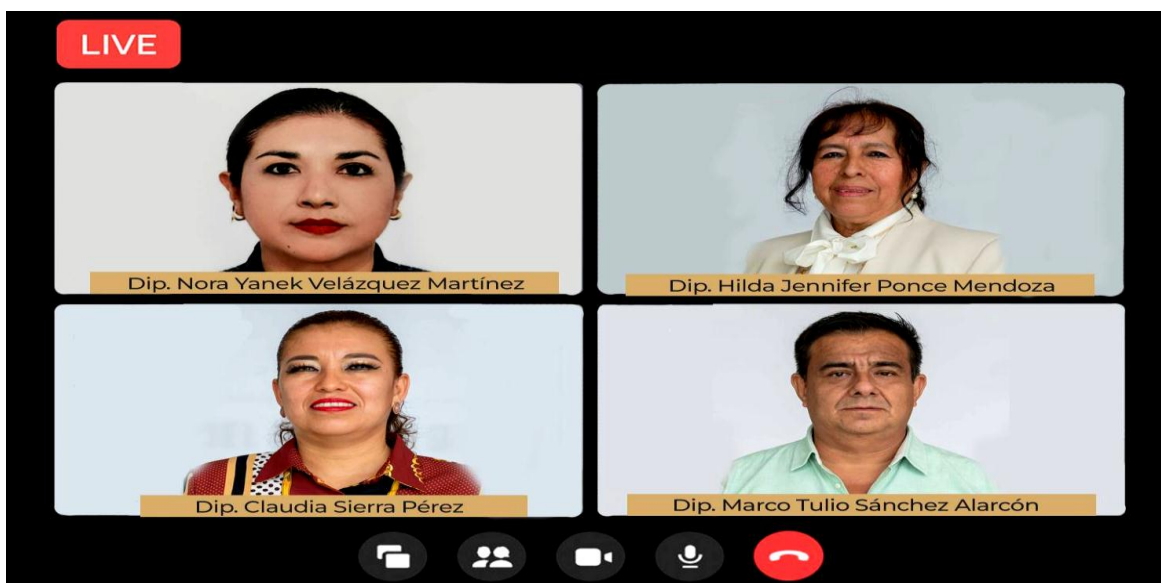 LIVE
Dip. Nora Yanek Velázquez Martínez
Dip. Hilda Jennifer Ponce Mendoza
Dip. Claudia Sierra Pérez
Dip. Marco Tulio Sánchez Alarcón